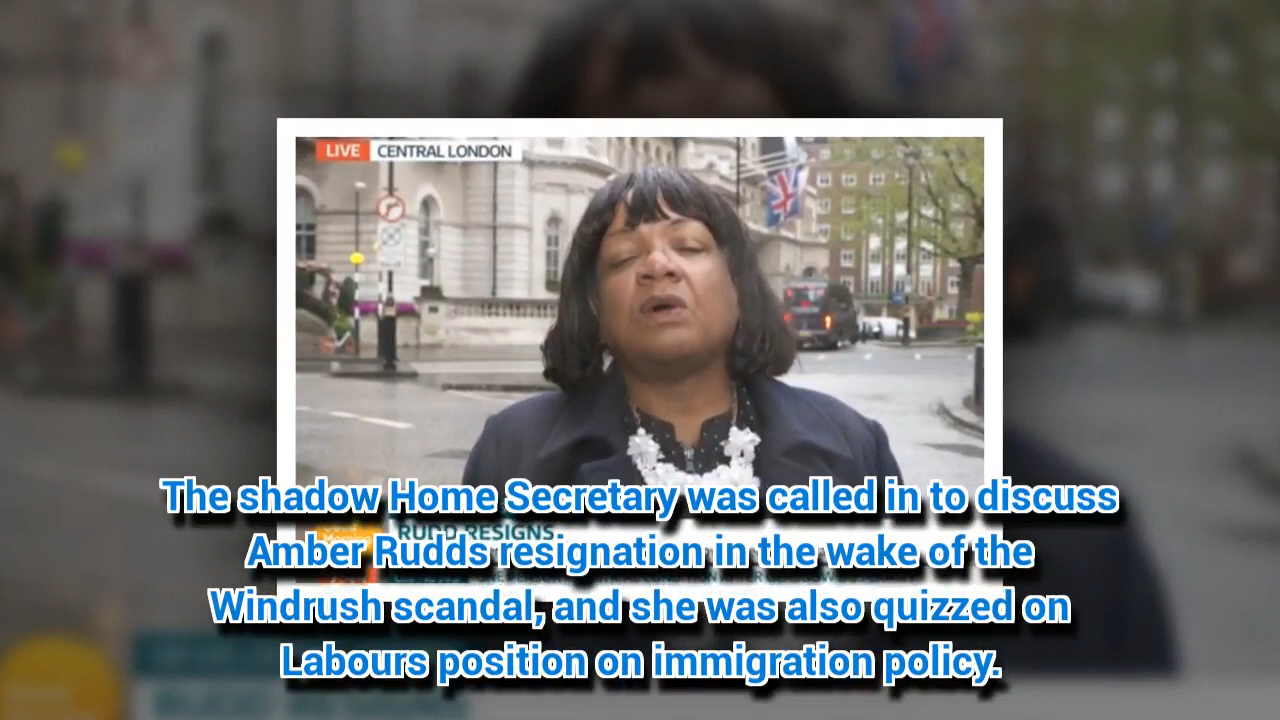 LIVE CENTRAL LONDON
The shadow Home Secretary was called in to discuss
RUDD RESIGNS
Amber Rudds resignation in the wake of the
Windrush scandal, and she was also quizzed on
Labours position on immigration policy.